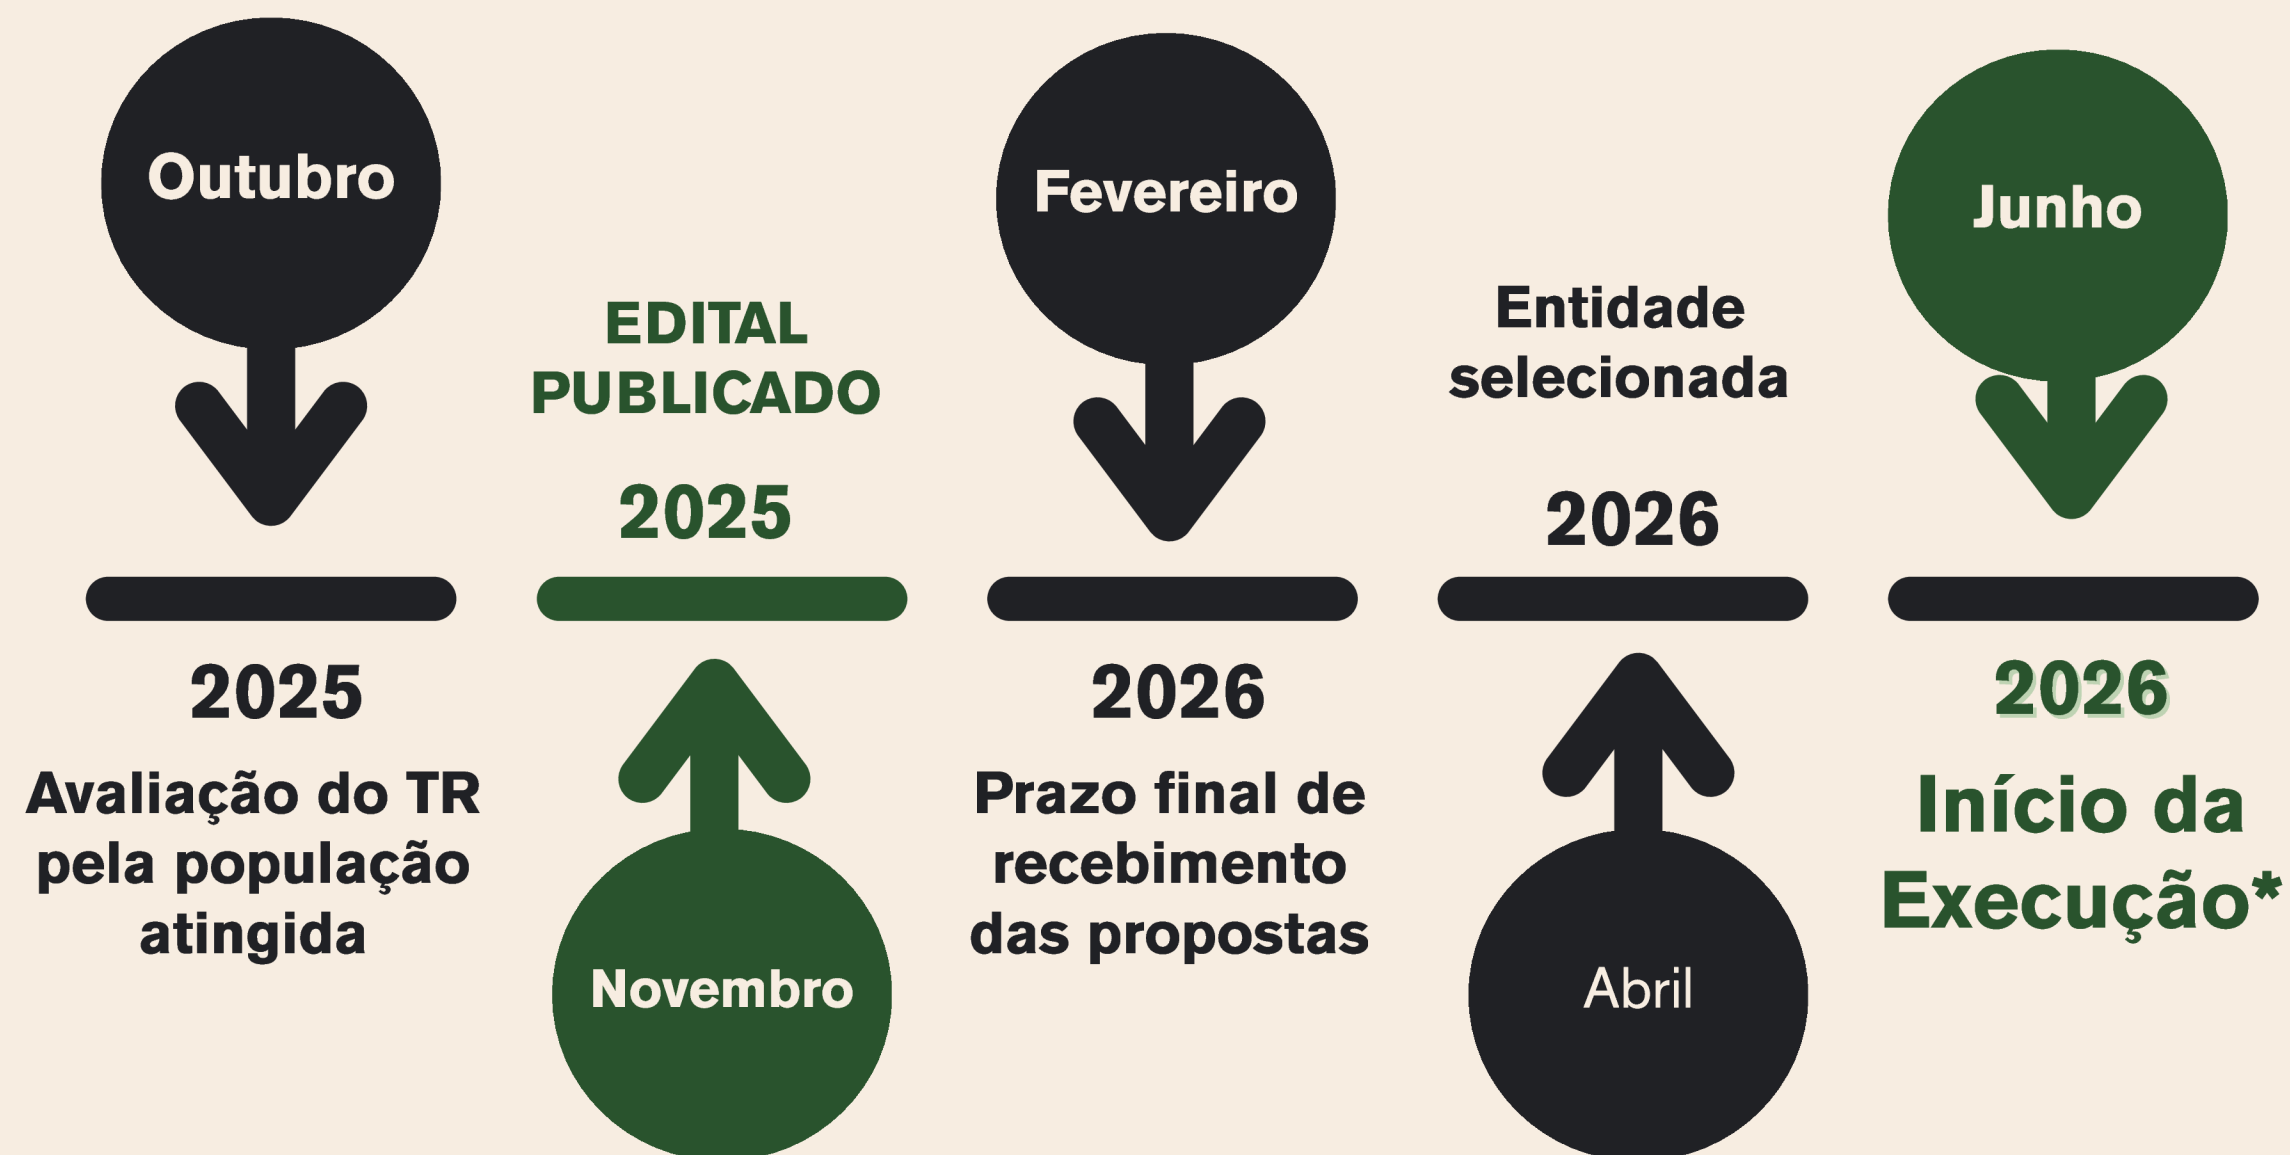 Outubro
2025
Avaliação do TR
pela população
atingida
EDITAL
PUBLICADO
2025
Novembro
Fevereiro
2026
Prazo final de
recebimento
das propostas
Entidade
selecionada
2026
Abril
Junho
2026
Início da
Execução*